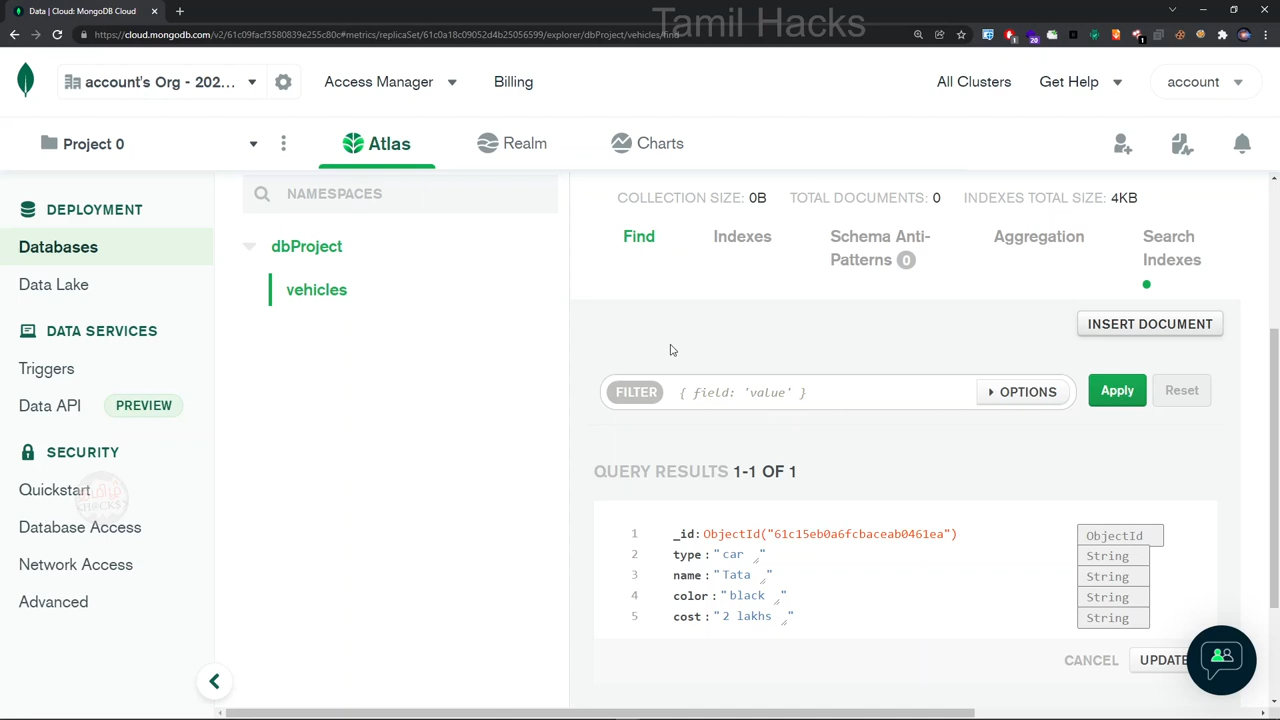 Data | Cloud: MongoDB Cloud
Tamil Hacks
https://cloud.mongodb.com/v2/61c09facf3580839e255c80c#metrics/replicaSet/61c0a18c09052d4b25056599/explorer/dbProject/vehicles/find
account's Org - 202...
Access Manager
Billing
All Clusters
Get Help
account
Project 0
Atlas
Realm
Charts
DEPLOYMENT
Databases
Data Lake
DATA SERVICES
Triggers
Data API PREVIEW
SECURITY
Quickstart
தமிழ்
HACKS
Database Access
Network Access
Advanced
NAMESPACES
dbProject
vehicles
COLLECTION SIZE: 0B TOTAL DOCUMENTS: 0 INDEXES TOTAL SIZE: 4KB
Find
Indexes
Schema Anti-
Patterns 0
Aggregation
Search
Indexes
INSERT DOCUMENT
FILTER { field: 'value' } OPTIONS Apply Reset
QUERY RESULTS 1-1 OF 1
1 _id: ObjectId("61c15eb0a6fcbaceab0461ea") ObjectId
2 type : "car " String
3 name : "Tata " String
4 color : "black " String
5 cost : "2 lakhs " String
CANCEL UPDATE